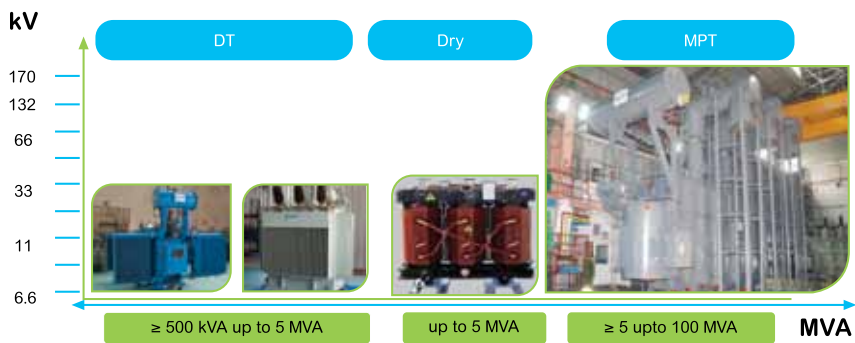 kV
DT
Dry
MPT
170
132
66
33
11
6.6
≥ 500 kVA up to 5 MVA
up to 5 MVA
≥ 5 upto 100 MVA
MVA